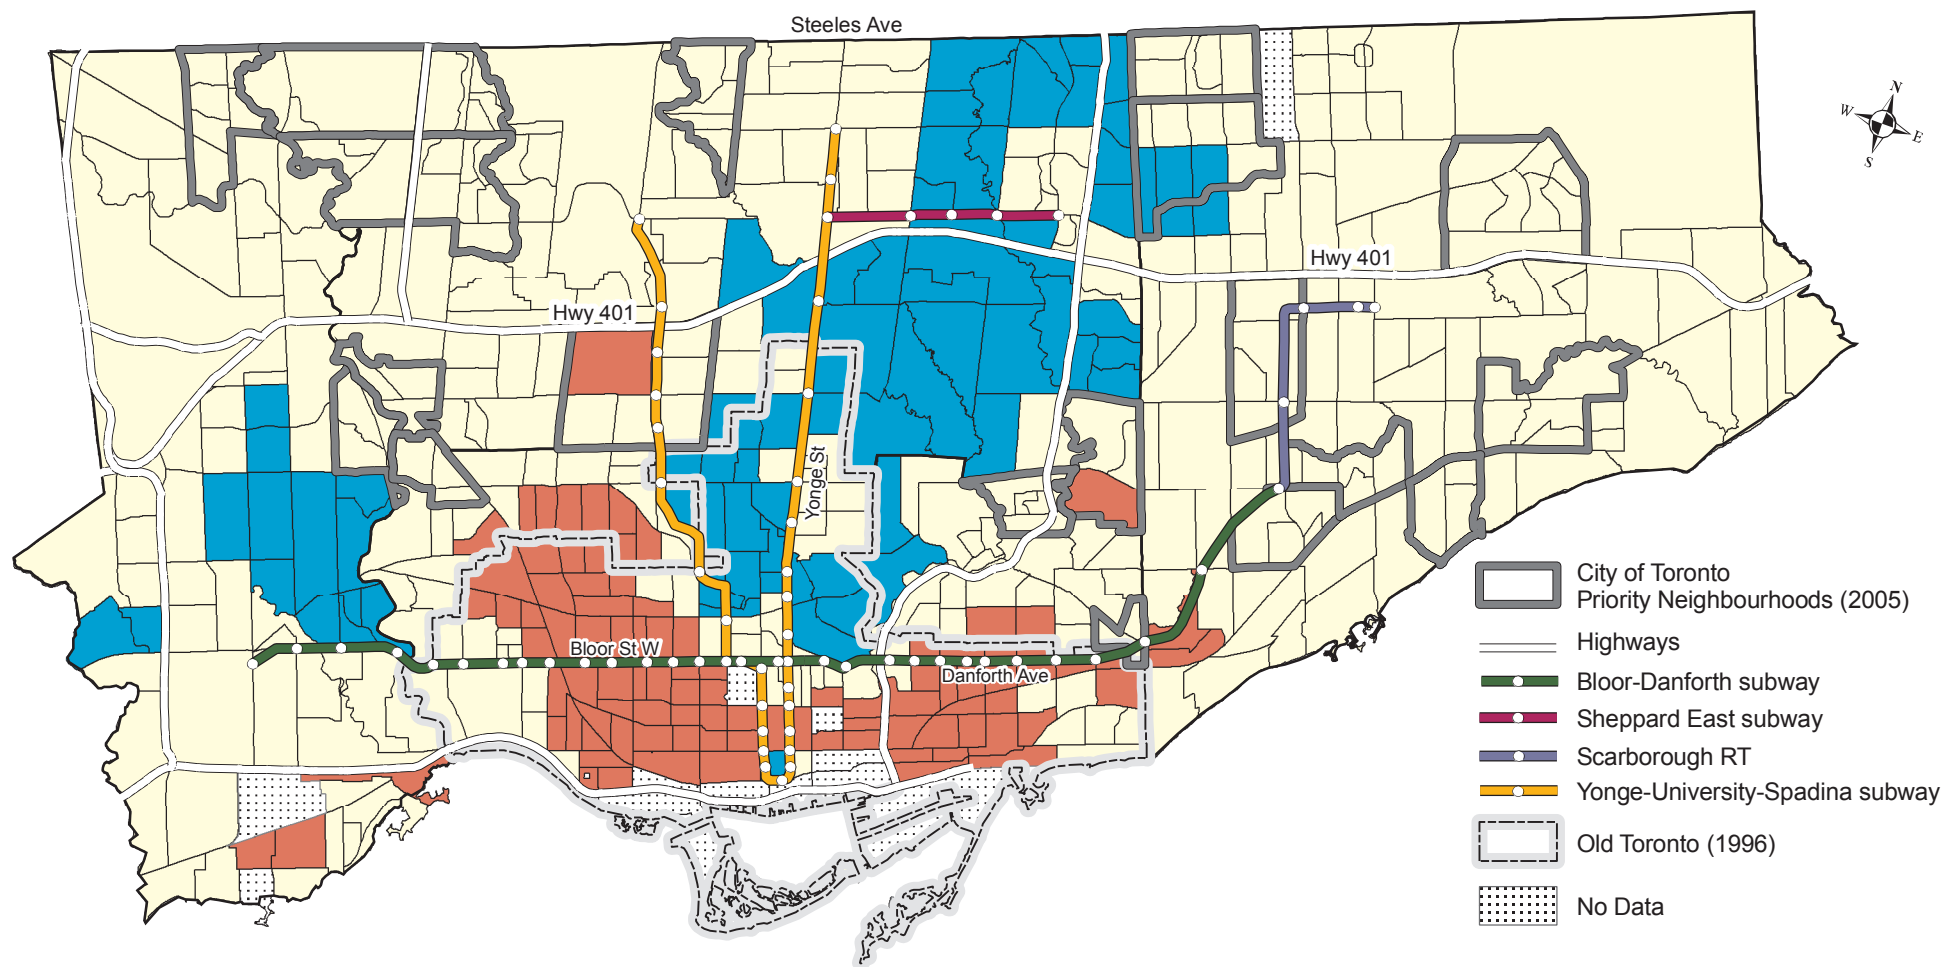 Steeles Ave
N
W
E
S
Hwy 401
Hwy 401
Yonge St
Bloor St W
Danforth Ave
City of Toronto
Priority Neighbourhoods (2005)
Highways
Bloor-Danforth subway
Sheppard East subway
Scarborough RT
Yonge-University-Spadina subway
Old Toronto (1996)
No Data